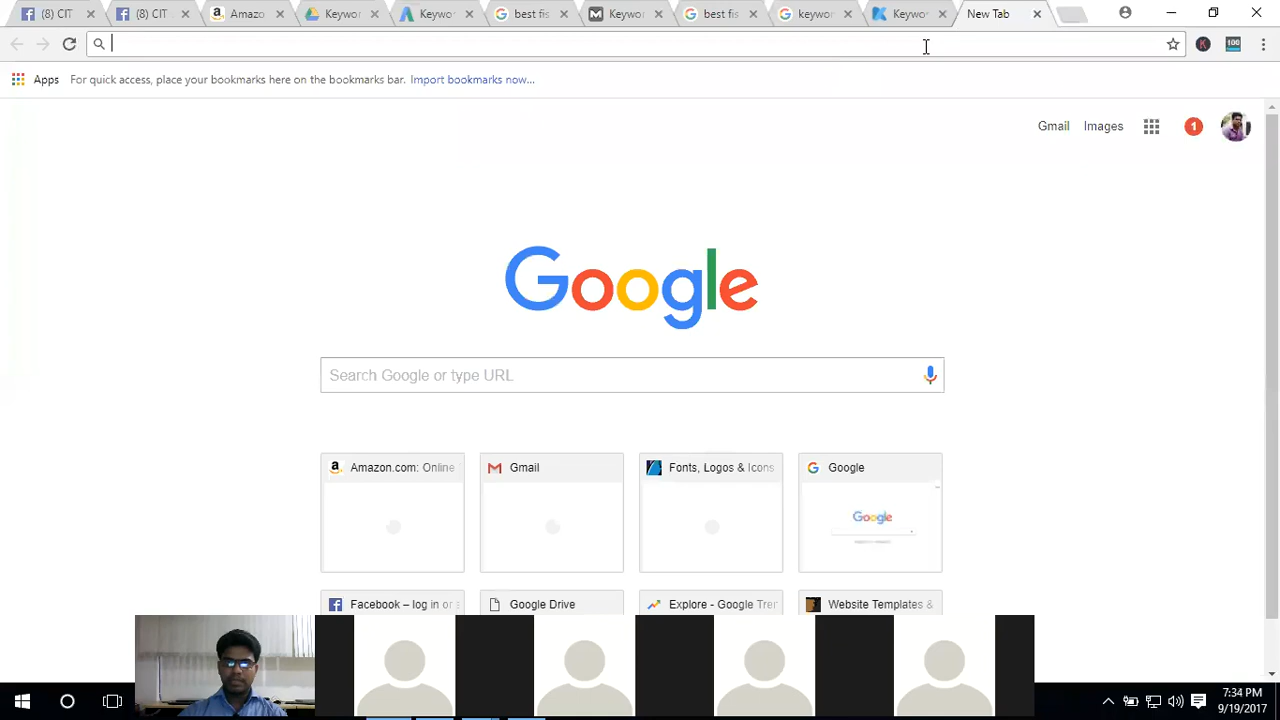 (8) CIT
(8) CIT
Amazo
Keywor
Keywor
best fis
Keywor
best fis
keywor
Keywo
New Tab
K
100
Apps
For quick access, place your bookmarks here on the bookmarks bar. Import bookmarks now...
Gmail
Images
1
Google
Search Google or type URL
Amazon.com: Online
Gmail
Fonts, Logos & Icons
Google
Google
Facebook – log in or
Google Drive
Explore - Google Tren
Website Templates &
7:34 PM
9/19/2017